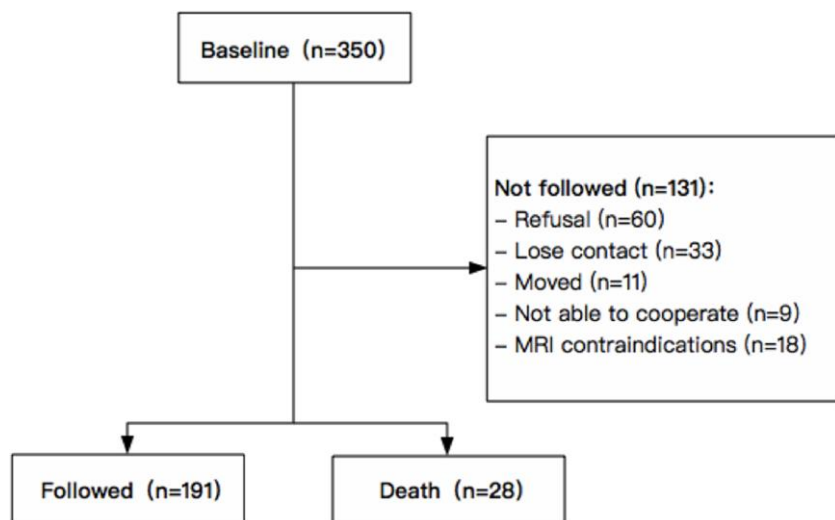 Baseline (n=350)
Not followed (n=131):
– Refusal (n=60)
– Lose contact (n=33)
– Moved (n=11)
– Not able to cooperate (n=9)
– MRI contraindications (n=18)
Followed (n=191)
Death (n=28)